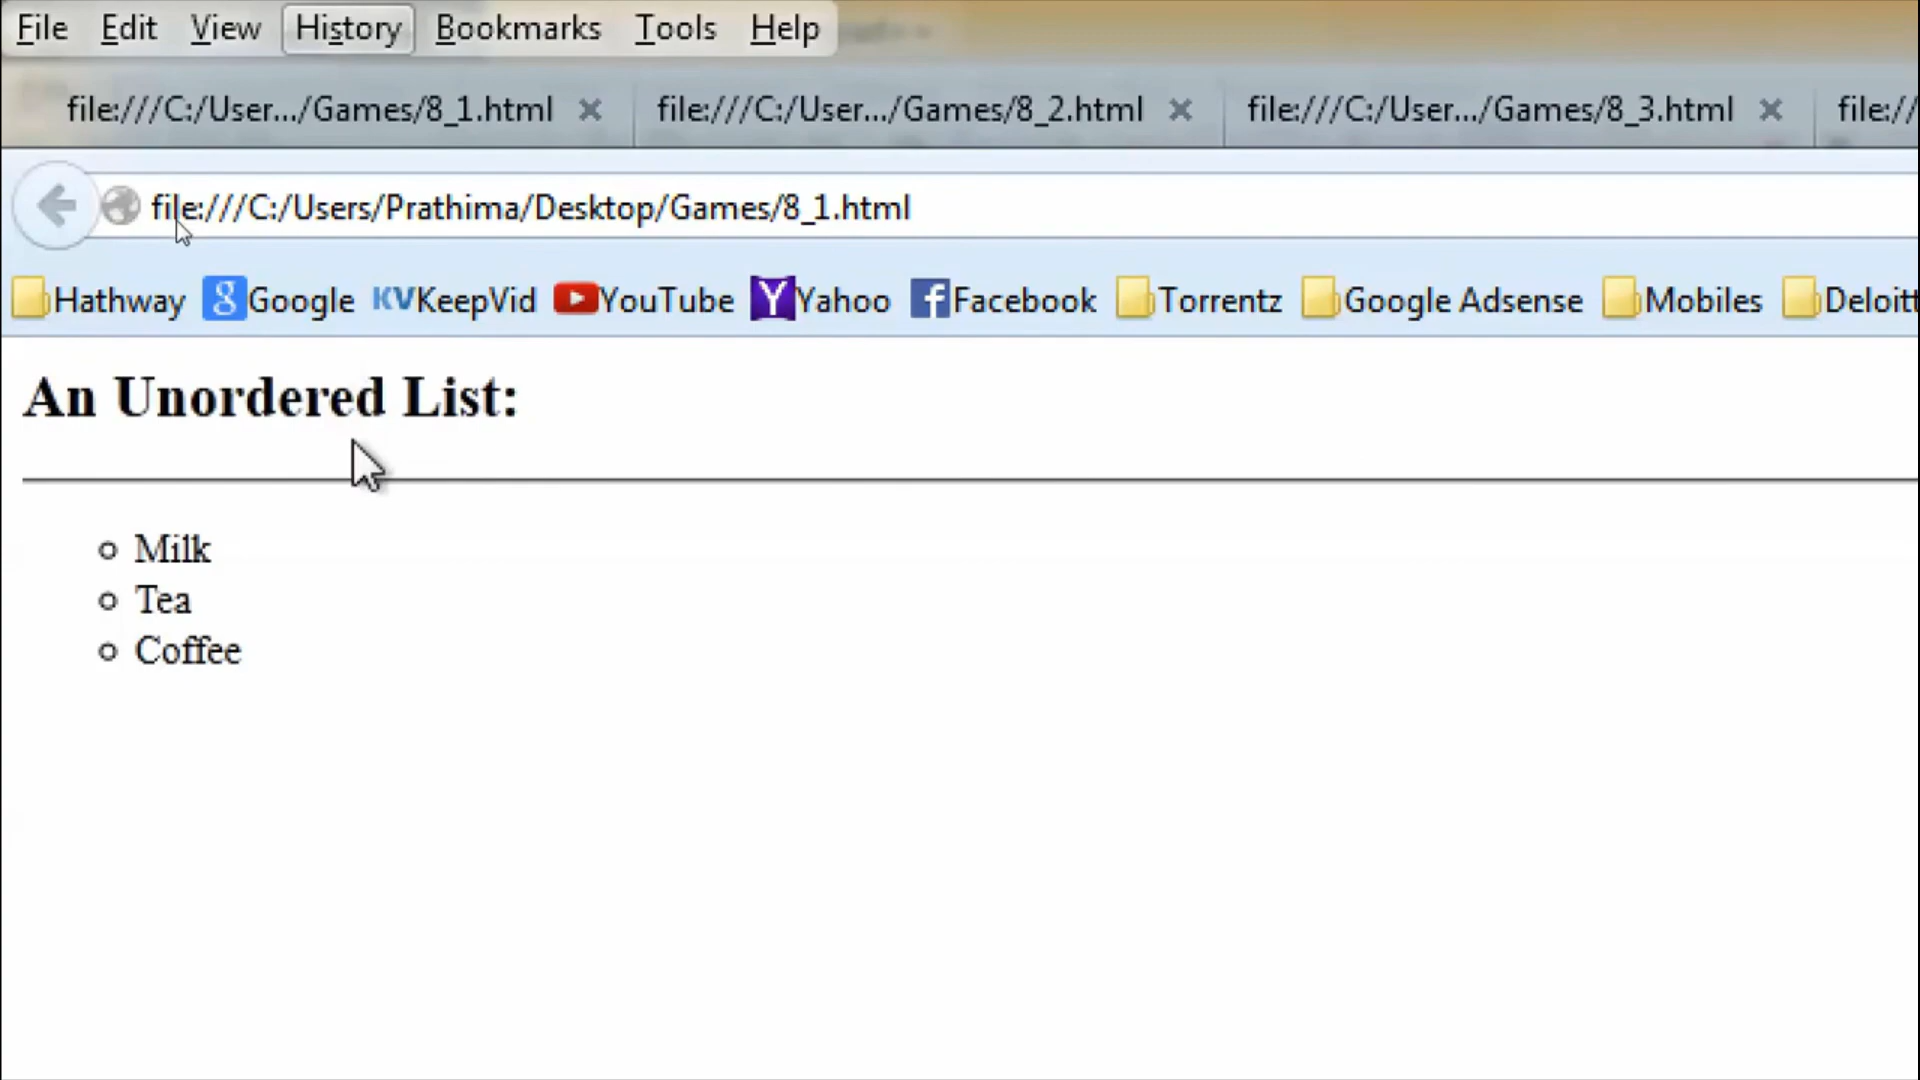 File Edit View History Bookmarks Tools Help
file:///C:/User.../Games/8_1.html file:///C:/User.../Games/8_2.html file:///C:/User.../Games/8_3.html file://
file:///C:/Users/Prathima/Desktop/Games/8_1.html
Hathway Google KVKeepVid YouTube Yahoo Facebook Torrentz Google Adsense Mobiles Deloitt
An Unordered List:
Milk
Tea
Coffee